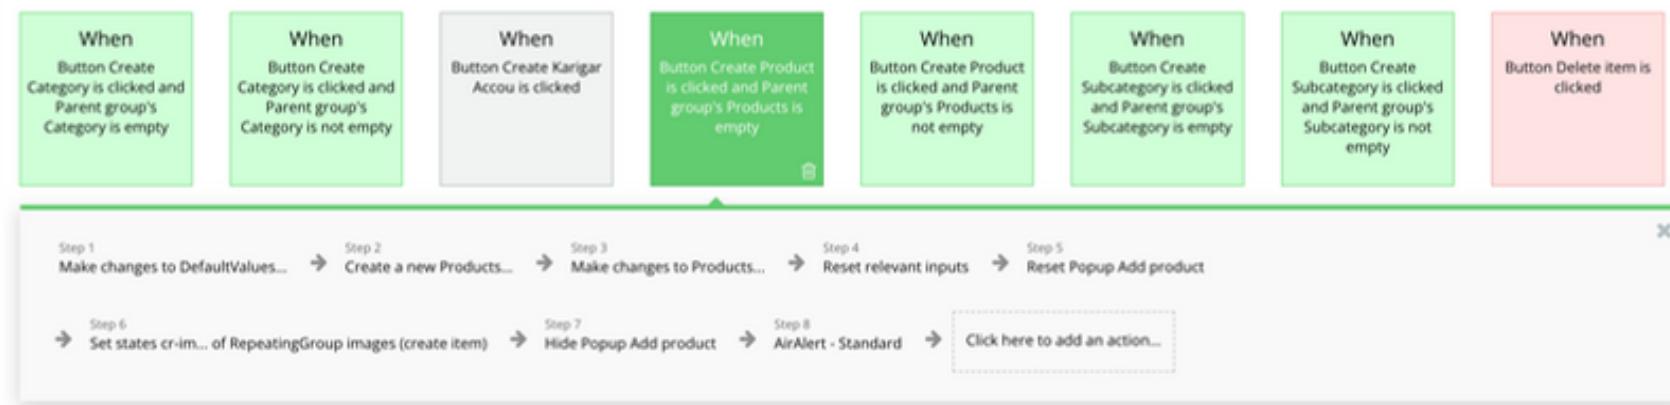 When
Button Create
Category is clicked and
Parent group's
Category is empty
When
Button Create
Category is clicked and
Parent group's
Category is not empty
When
Button Create Karigar
Accou is clicked
When
Button Create Product
is clicked and Parent
group's Products is
empty
When
Button Create Product
is clicked and Parent
group's Products is
not empty
When
Button Create
Subcategory is clicked
and Parent group's
Subcategory is empty
When
Button Create
Subcategory is clicked
and Parent group's
Subcategory is not
empty
When
Button Delete item is
clicked
Step 1
Make changes to DefaultValues...
Step 2
Create a new Products...
Step 3
Make changes to Products...
Step 4
Reset relevant inputs
Step 5
Reset Popup Add product
Step 6
Set states cr-im... of RepeatingGroup images (create item)
Step 7
Hide Popup Add product
Step 8
AirAlert - Standard
Click here to add an action...